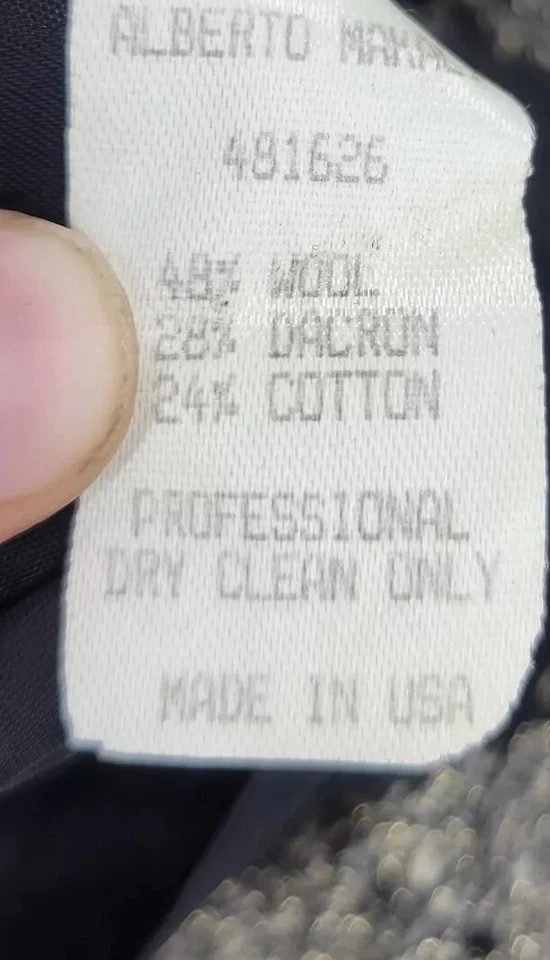 ALBERTO
481626
48% WOOL
28% DACRON
24% COTTON
PROFESSIONAL
DRY CLEAN ONLY
MADE IN USA